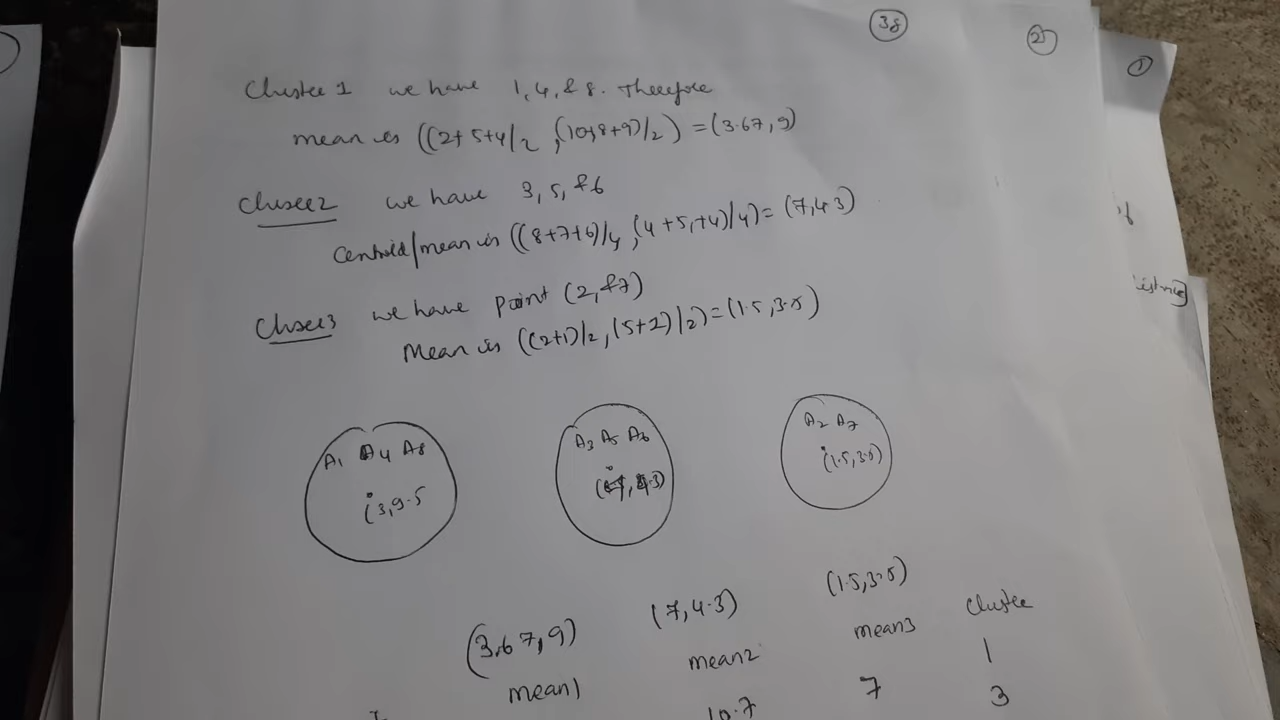 38
2
1
Cluster 1 we have 1, 4, & 8. Therefore
mean is ((2+5+4/2, (10,8+9)/2) = (3.67, 9)
Cluser2 we have 3, 5, & 6
Centroid/mean is ((8+7+6)/4, (4+5,+4)/4) = (7, 4.3)
Cluser3 we have point (2, & 7)
Mean is ((2+1)/2, (5+2)/2) = (1.5, 3.5)
A1 A4 A8
(3, 9.5
A3 A5 A6
A2 A7
(1.5, 3.5)
(3.67, 9) (7, 4.3) (1.5, 3.5)
mean1 mean2 mean3 Cluster
1
10.7 7 3